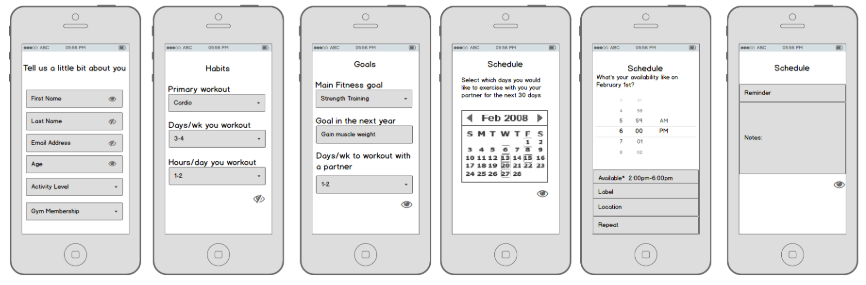 ABC 05:56 PM
Tell us a little bit about you
First Name
Last Name
Email Address
Age
Activity Level
Gym Membership
ABC 05:56 PM
Habits
Primary workout
Cardio
Days/wk you workout
3-4
Hours/day you workout
1-2
ABC 05:56 PM
Goals
Main Fitness goal
Strength Training
Goal in the next year
Gain muscle weight
Days/wk to workout with
a partner
1-2
ABC 05:56 PM
Schedule
Select which days you would
like to exercise with you your
partner for the next 30 days
Feb 2008
S M T W T F S
1 2
3 4 5 6 7 8 9
10 11 12 13 14 15 16
17 18 19 20 21 22 23
24 25 26 27 28
ABC 05:56 PM
Schedule
What's your availability like on
February 1st?
4 58
5 59 AM
6 00 PM
7 01
8 02
Available* 2:00pm-6:00pm
Label
Location
Repeat
ABC 05:56 PM
Schedule
Reminder
Notes: